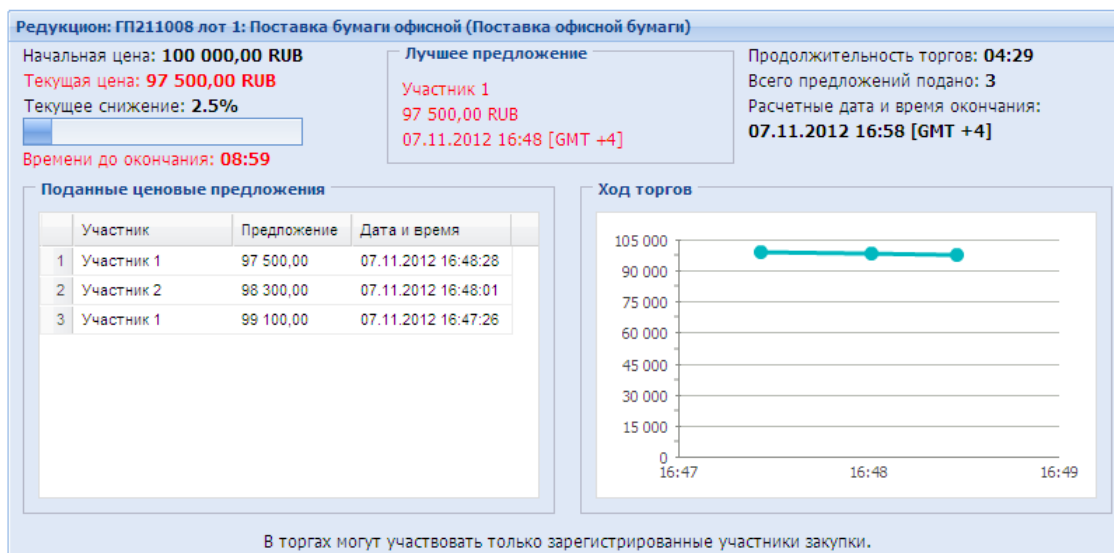 Редукцион: ГП211008 лот 1: Поставка бумаги офисной (Поставка офисной бумаги)
Начальная цена: 100 000,00 RUB
Текущая цена: 97 500,00 RUB
Текущее снижение: 2.5%
Времени до окончания: 08:59
Лучшее предложение
Участник 1
97 500,00 RUB
07.11.2012 16:48 [GMT +4]
Продолжительность торгов: 04:29
Всего предложений подано: 3
Расчетные дата и время окончания:
07.11.2012 16:58 [GMT +4]
Поданные ценовые предложения
Участник Предложение Дата и время
1 Участник 1 97 500,00 07.11.2012 16:48:28
2 Участник 2 98 300,00 07.11.2012 16:48:01
3 Участник 1 99 100,00 07.11.2012 16:47:26
Ход торгов
105 000
90 000
75 000
60 000
45 000
30 000
15 000
0
16:47 16:48 16:49
В торгах могут участвовать только зарегистрированные участники закупки.